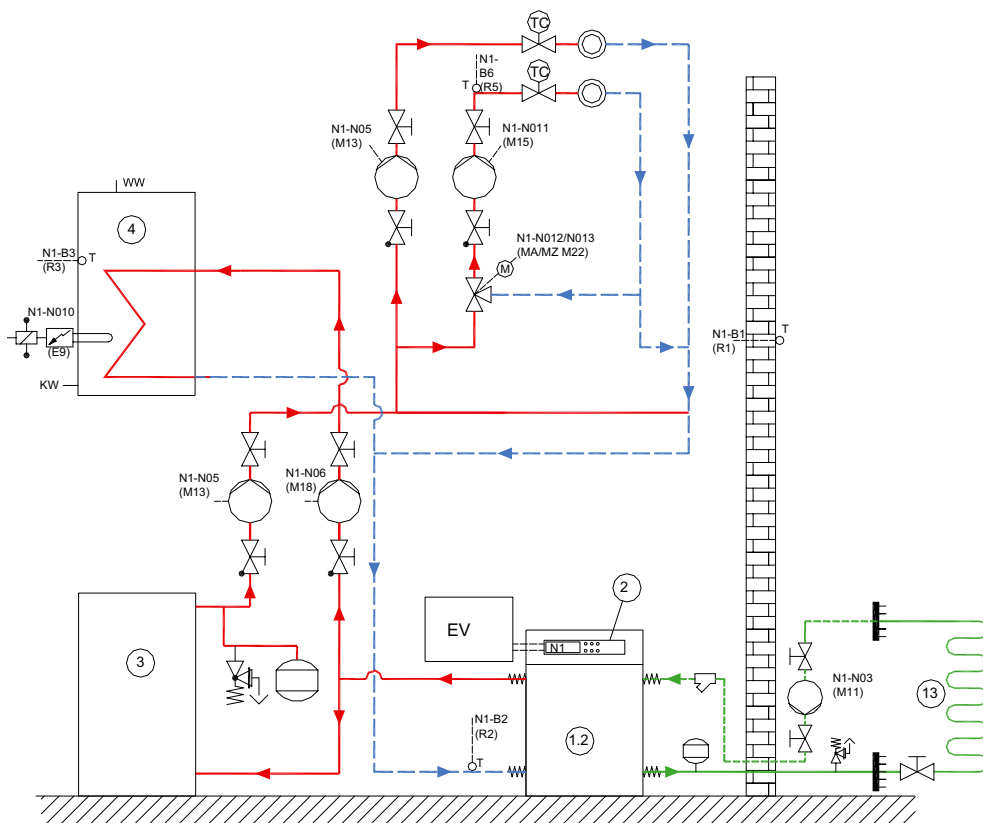 TC
N1-
B6
(R5)
T
TC
N1-N05
(M13)
N1-N011
(M15)
WW
4
N1-B3
(R3)
T
N1-N012/N013
(MA/MZ M22)
M
N1-N010
(E9)
KW
N1-B1
(R1)
T
N1-N05
(M13)
N1-N06
(M18)
2
EV
N1
3
N1-B2
(R2)
T
1.2
N1-N03
(M11)
13